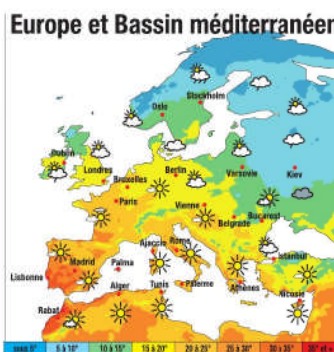 Europe et Bassin méditerranéen
Stockholm
Oslo
Dublin
Londres
Berlin
Varsovie
Kiev
Bruxelles
Paris
Vienne
Belgrade
Bucarest
Ajaccio
Rome
Istanbul
Madrid
Palma
Lisbonne
Alger
Tunis
Palerme
Athènes
Nicosie
Rabat
5 à 10°
10 à 15°
15 à 20°
20 à 25°
25 à 30°
30 à 35°